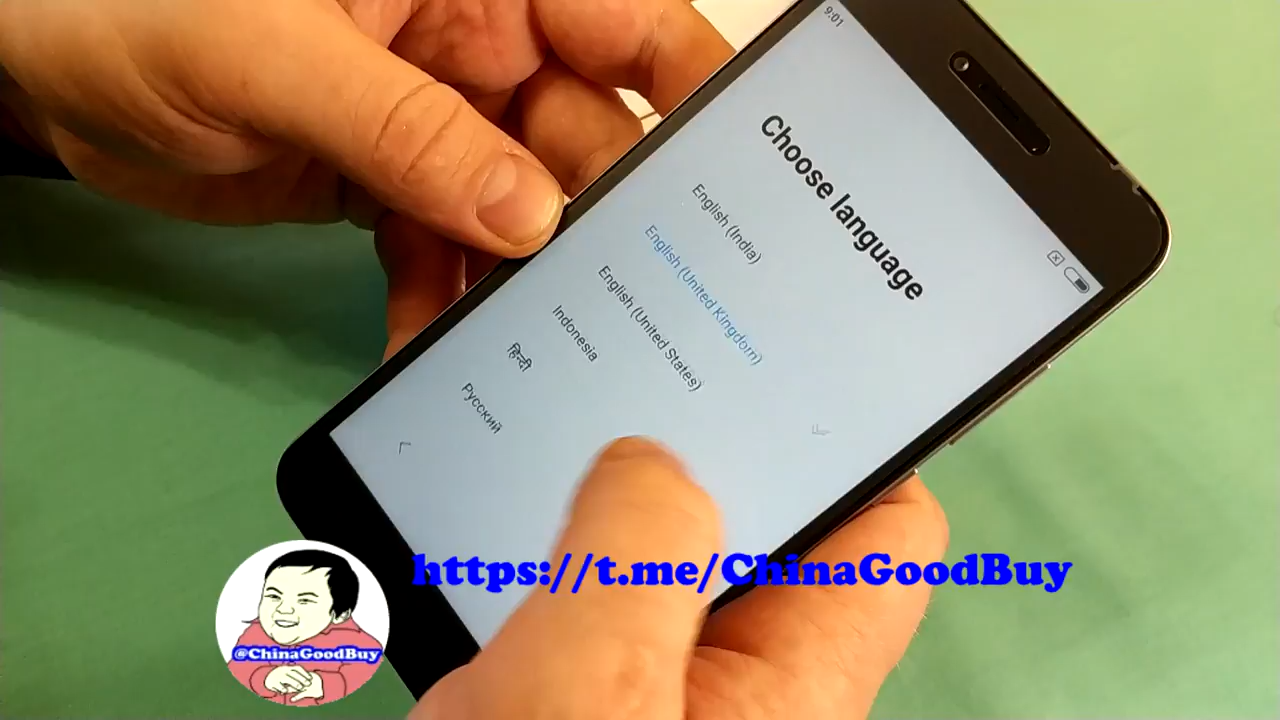 9:01
Choose language
English (India)
English (United Kingdom)
English (United States)
Indonesia
हिन्दी
Русский
https://t.me/ChinaGoodBuy
@ChinaGoodBuy